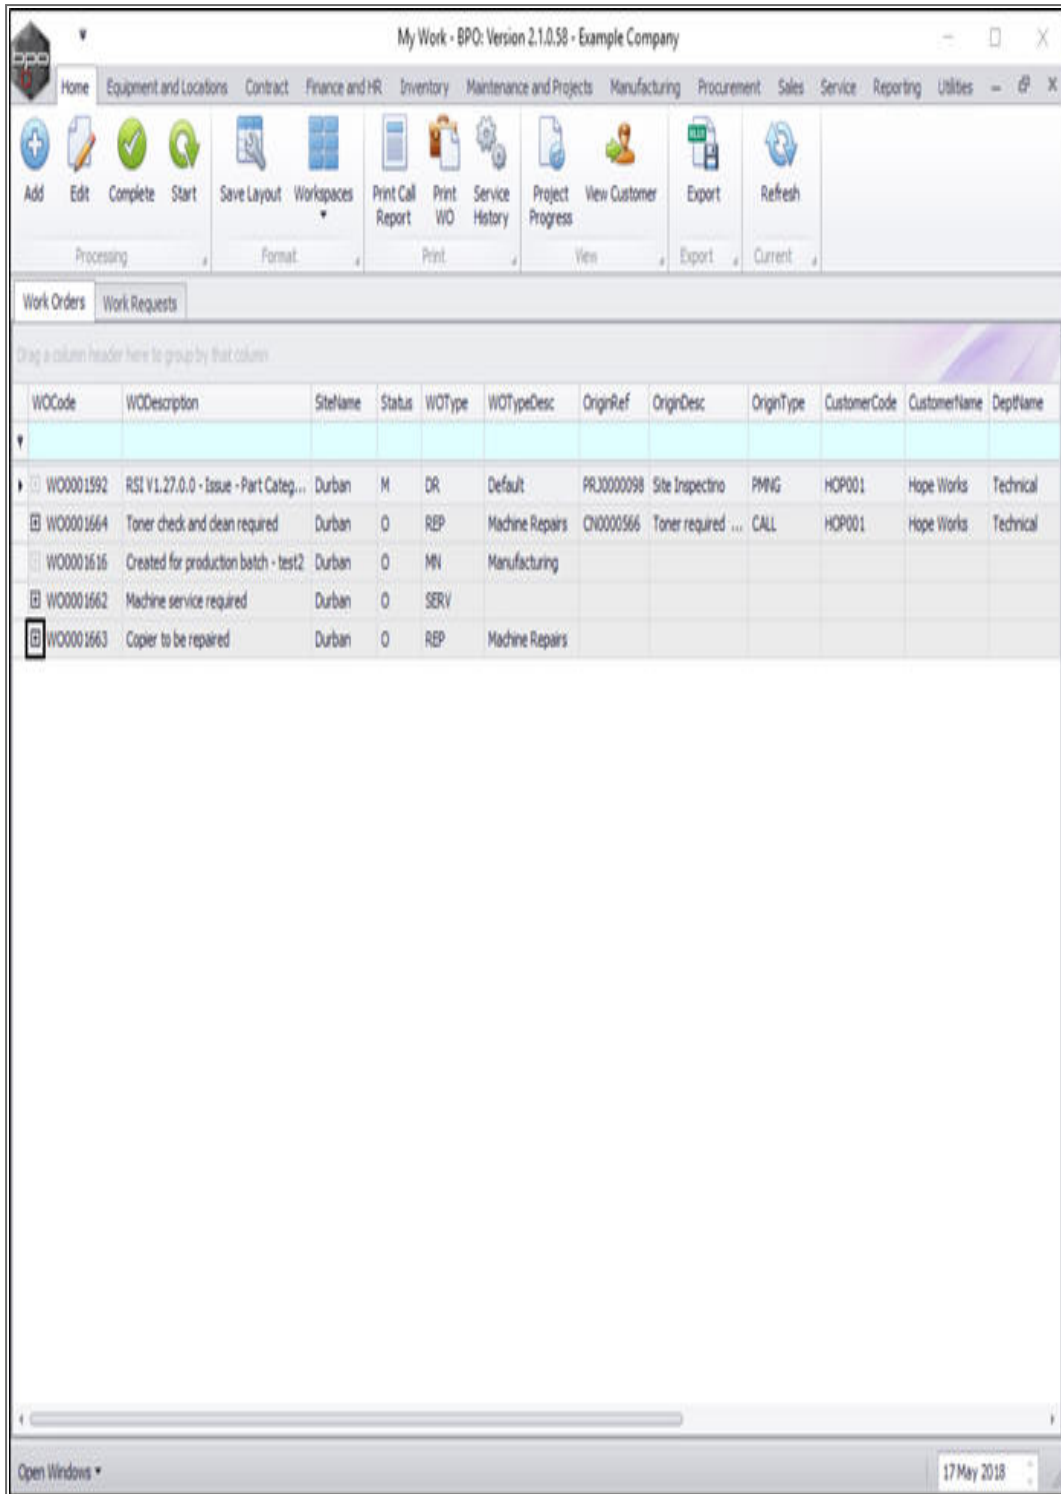 My Work - BPO: Version 2.1.0.58 - Example Company
bpo
Home Equipment and Locations Contract Finance and HR Inventory Maintenance and Projects Manufacturing Procurement Sales Service Reporting Utilities
Add Edit Complete Start Save Layout Workspaces Print Call Report Print WO Service History Project Progress View Customer Export Refresh
Processing Format Print View Export Current
Work Orders Work Requests
Drag a column header here to group by that column
WOCode WODescription SiteName Status WOType WOTypeDesc OriginRef OriginDesc OriginType CustomerCode CustomerName DeptName
WO0001592 RSI V1.27.0.0 - Issue - Part Categ... Durban M DR Default PRJ0000098 Site Inspectino PMNG HOP001 Hope Works Technical
WO0001664 Toner check and clean required Durban O REP Machine Repairs CN0000566 Toner required ... CALL HOP001 Hope Works Technical
WO0001616 Created for production batch - test2 Durban O MN Manufacturing
WO0001662 Machine service required Durban O SERV
WO0001663 Copier to be repaired Durban O REP Machine Repairs
Open Windows 17 May 2018